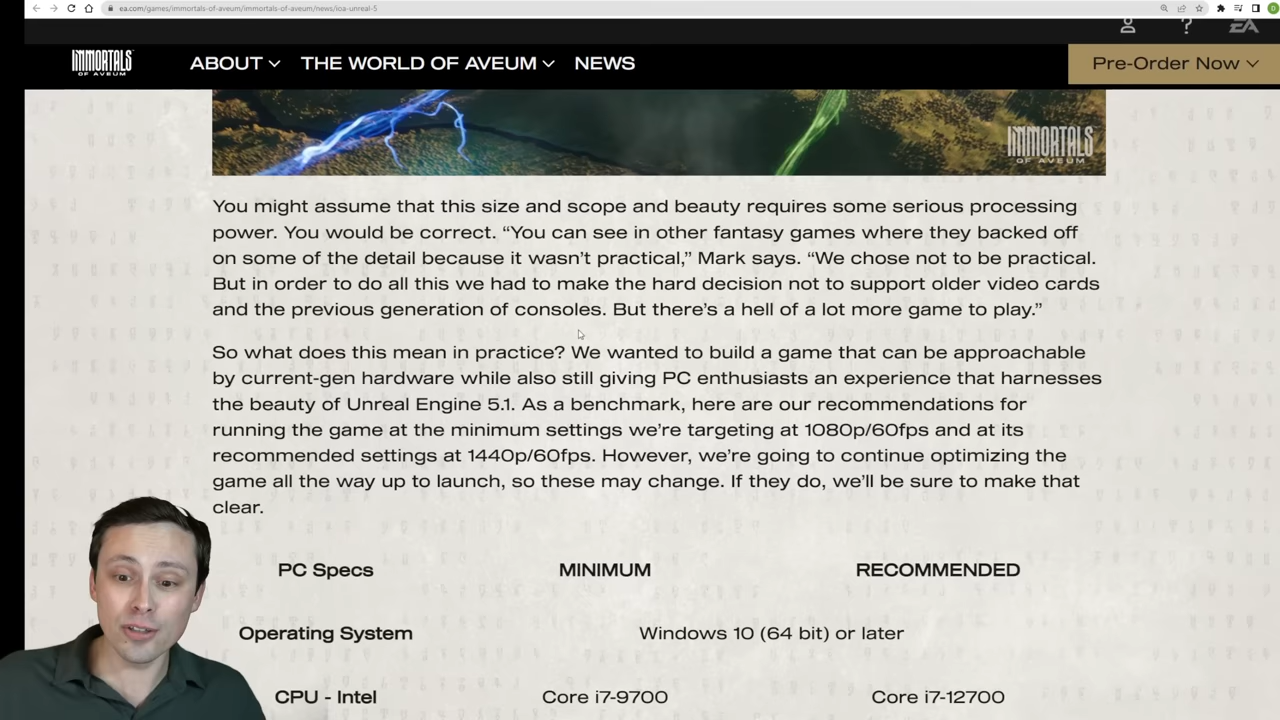 ea.com/games/immortals-of-aveum/immortals-of-aveum/news/ioa-unreal-5
D
?
EA
IMMORTALS
OF AVEUM
ABOUT
THE WORLD OF AVEUM
NEWS
Pre-Order Now
IMMORTALS
OF AVEUM
You might assume that this size and scope and beauty requires some serious processing
power. You would be correct. “You can see in other fantasy games where they backed off
on some of the detail because it wasn’t practical,” Mark says. “We chose not to be practical.
But in order to do all this we had to make the hard decision not to support older video cards
and the previous generation of consoles. But there’s a hell of a lot more game to play.”
So what does this mean in practice? We wanted to build a game that can be approachable
by current-gen hardware while also still giving PC enthusiasts an experience that harnesses
the beauty of Unreal Engine 5.1. As a benchmark, here are our recommendations for
running the game at the minimum settings we’re targeting at 1080p/60fps and at its
recommended settings at 1440p/60fps. However, we’re going to continue optimizing the
game all the way up to launch, so these may change. If they do, we’ll be sure to make that
clear.
PC Specs MINIMUM RECOMMENDED
Operating System Windows 10 (64 bit) or later
CPU - Intel Core i7-9700 Core i7-12700